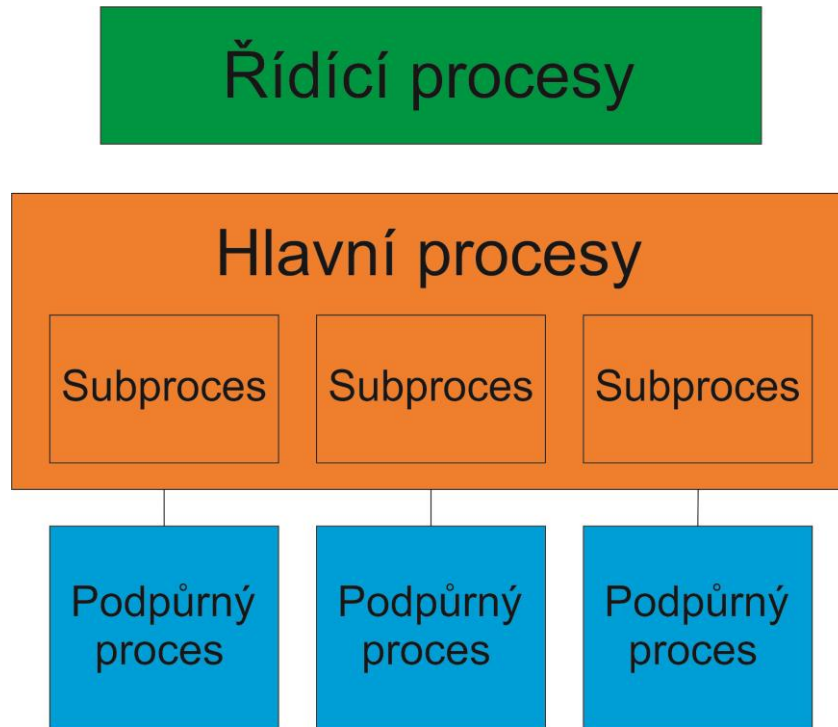 Řídící procesy
Hlavní procesy
Subproces Subproces Subproces
Podpůrný Podpůrný Podpůrný
proces proces proces